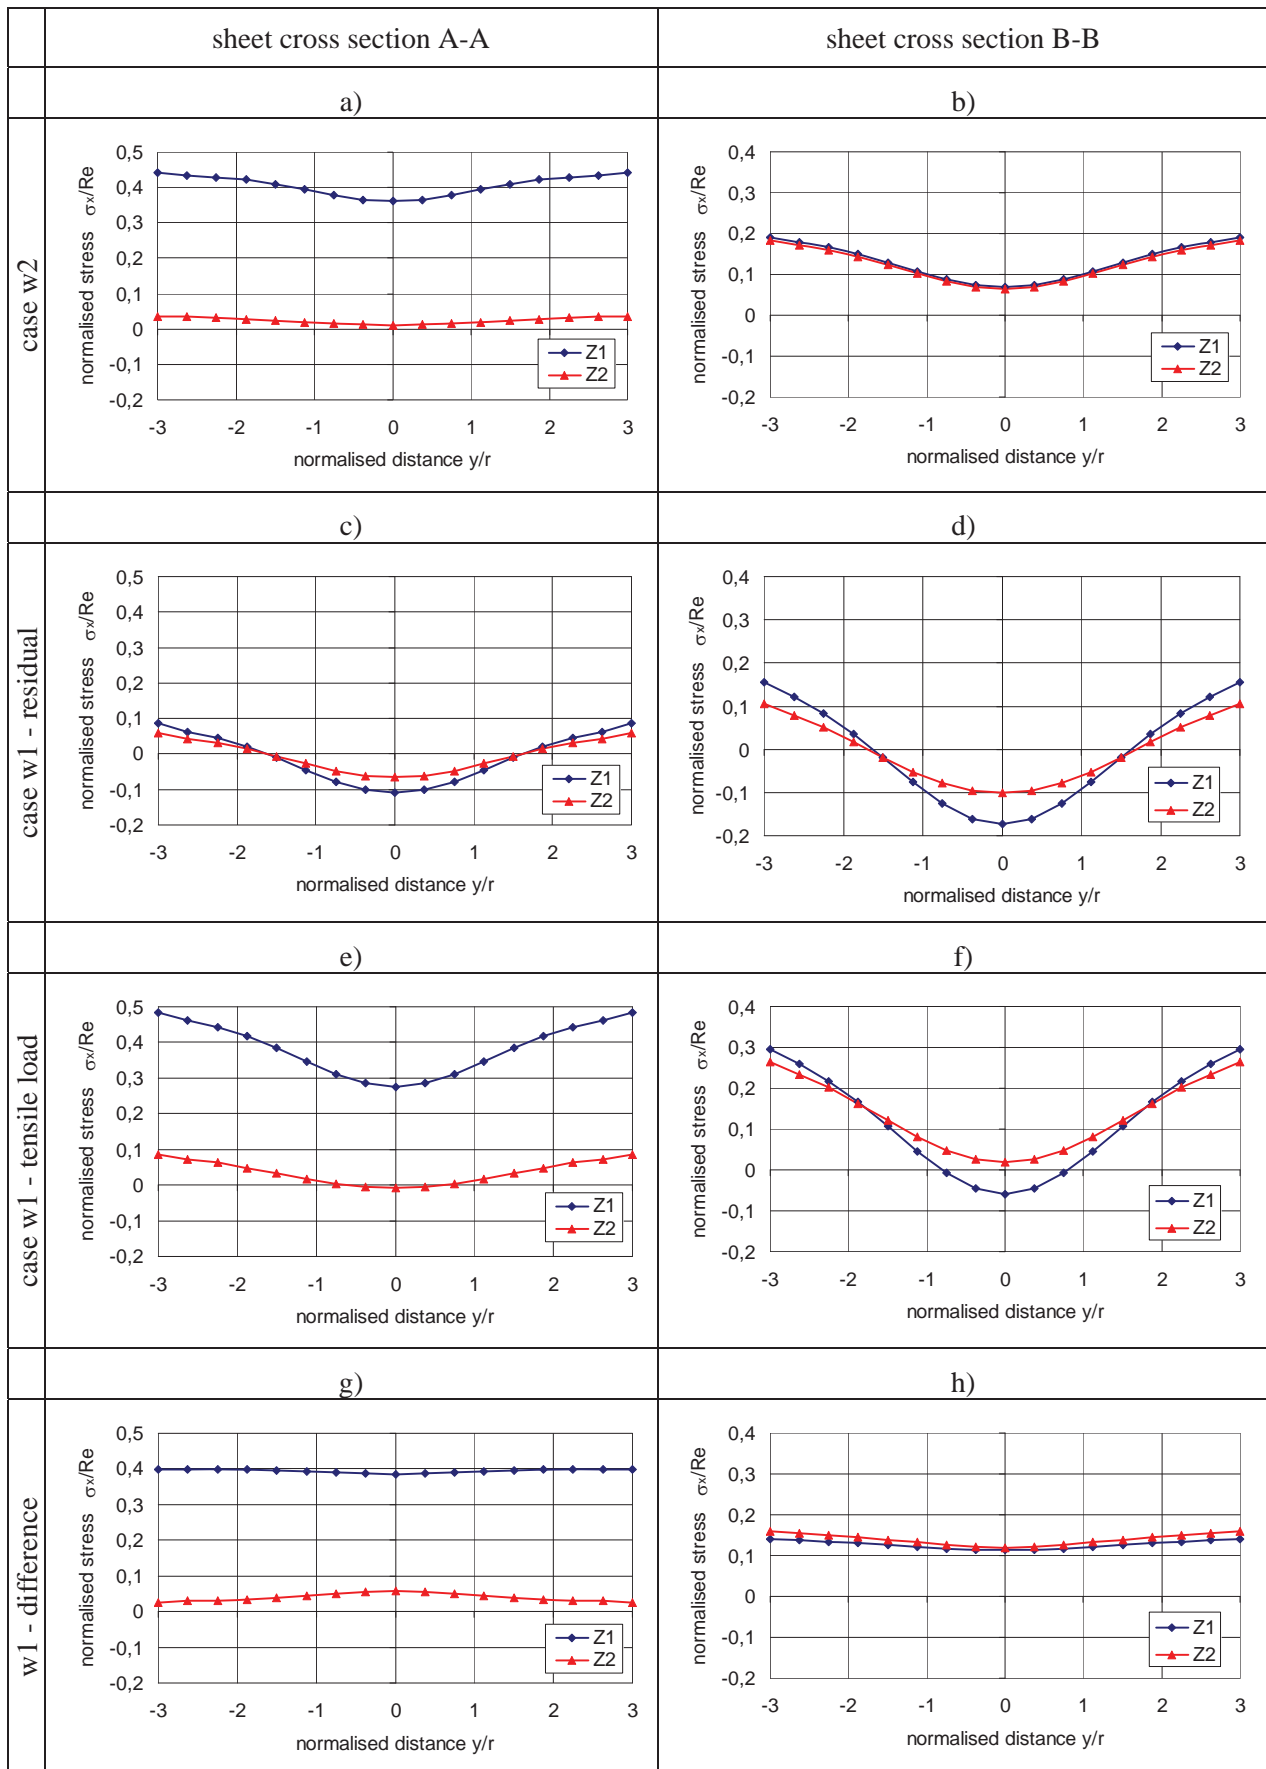 sheet cross section A-A
sheet cross section B-B
case w2
a)
normalised stress σx/Re
0,5
0,4
0,3
0,2
0,1
0
-0,1
-0,2
-3 -2 -1 0 1 2 3
normalised distance y/r
Z1
Z2
b)
normalised stress σx/Re
0,4
0,3
0,2
0,1
0
-0,1
-0,2
-3 -2 -1 0 1 2 3
normalised distance y/r
Z1
Z2
case w1 - residual
c)
normalised stress σx/Re
0,5
0,4
0,3
0,2
0,1
0
-0,1
-0,2
-3 -2 -1 0 1 2 3
normalised distance y/r
Z1
Z2
d)
normalised stress σx/Re
0,4
0,3
0,2
0,1
0
-0,1
-0,2
-3 -2 -1 0 1 2 3
normalised distance y/r
Z1
Z2
case w1 - tensile load
e)
normalised stress σx/Re
0,5
0,4
0,3
0,2
0,1
0
-0,1
-0,2
-3 -2 -1 0 1 2 3
normalised distance y/r
Z1
Z2
f)
normalised stress σx/Re
0,4
0,3
0,2
0,1
0
-0,1
-0,2
-3 -2 -1 0 1 2 3
normalised distance y/r
Z1
Z2
w1 - difference
g)
normalised stress σx/Re
0,5
0,4
0,3
0,2
0,1
0
-0,1
-0,2
-3 -2 -1 0 1 2 3
normalised distance y/r
Z1
Z2
h)
normalised stress σx/Re
0,4
0,3
0,2
0,1
0
-0,1
-0,2
-3 -2 -1 0 1 2 3
normalised distance y/r
Z1
Z2